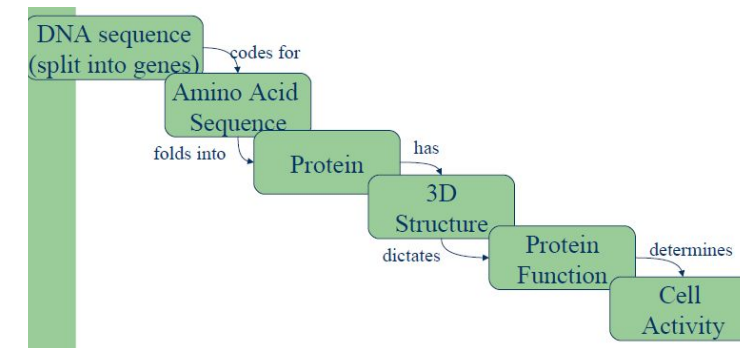 DNA sequence
(split into genes)
codes for
Amino Acid
Sequence
folds into
Protein
has
3D
Structure
dictates
Protein
Function
determines
Cell
Activity